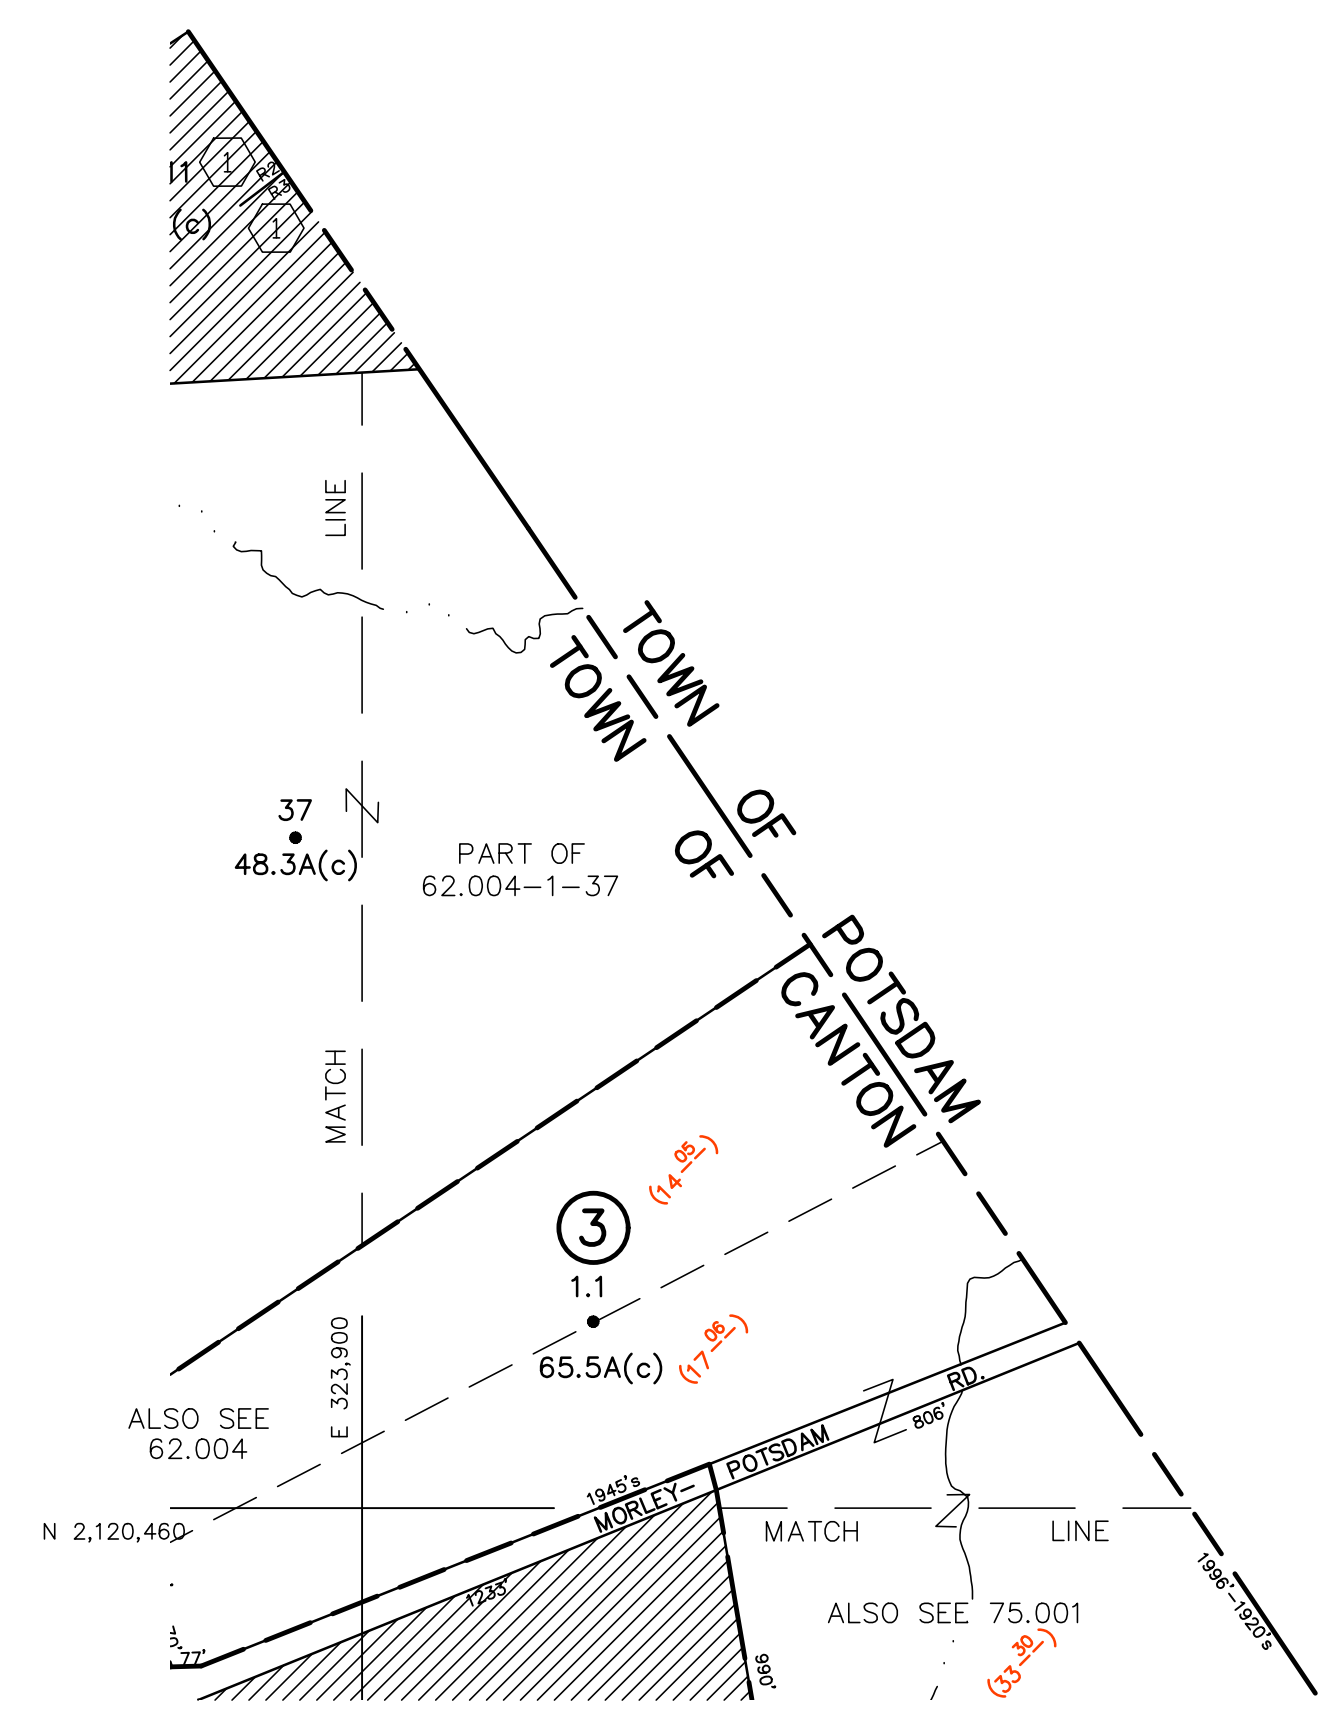 11
1
R2
R3
(c)
1
LINE
TOWN OF POTSDAM
TOWN OF CANTON
37
48.3A(c)
PART OF
62.004-1-37
MATCH
(14 05)
3
1.1
65.5A(c)
(17 06)
E 323,900
ALSO SEE
62.004
RD.
806'
POTSDAM
1945's
MORLEY-
N 2,120,460
MATCH LINE
1233'
1996'-1920's
ALSO SEE 75.001
(33 30)
77'
990'